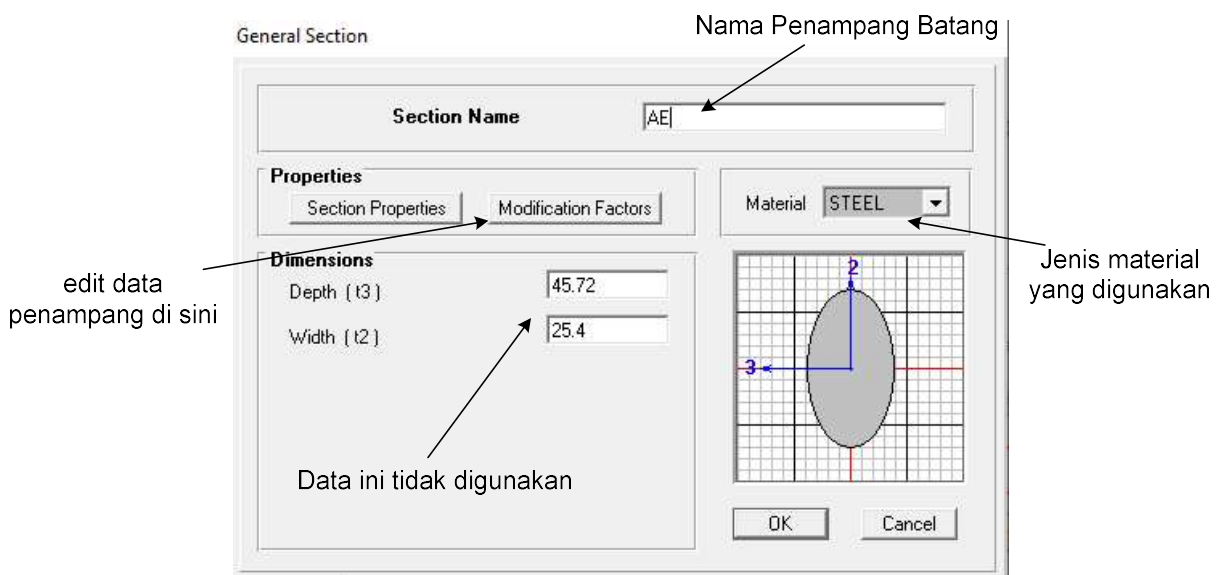 Nama Penampang Batang
General Section
Section Name
AE
Properties
Section Properties
Modification Factors
Material
STEEL
edit data
penampang di sini
Dimensions
Depth ( t3 )
45.72
Width ( t2 )
25.4
2
3
Jenis material
yang digunakan
Data ini tidak digunakan
OK
Cancel